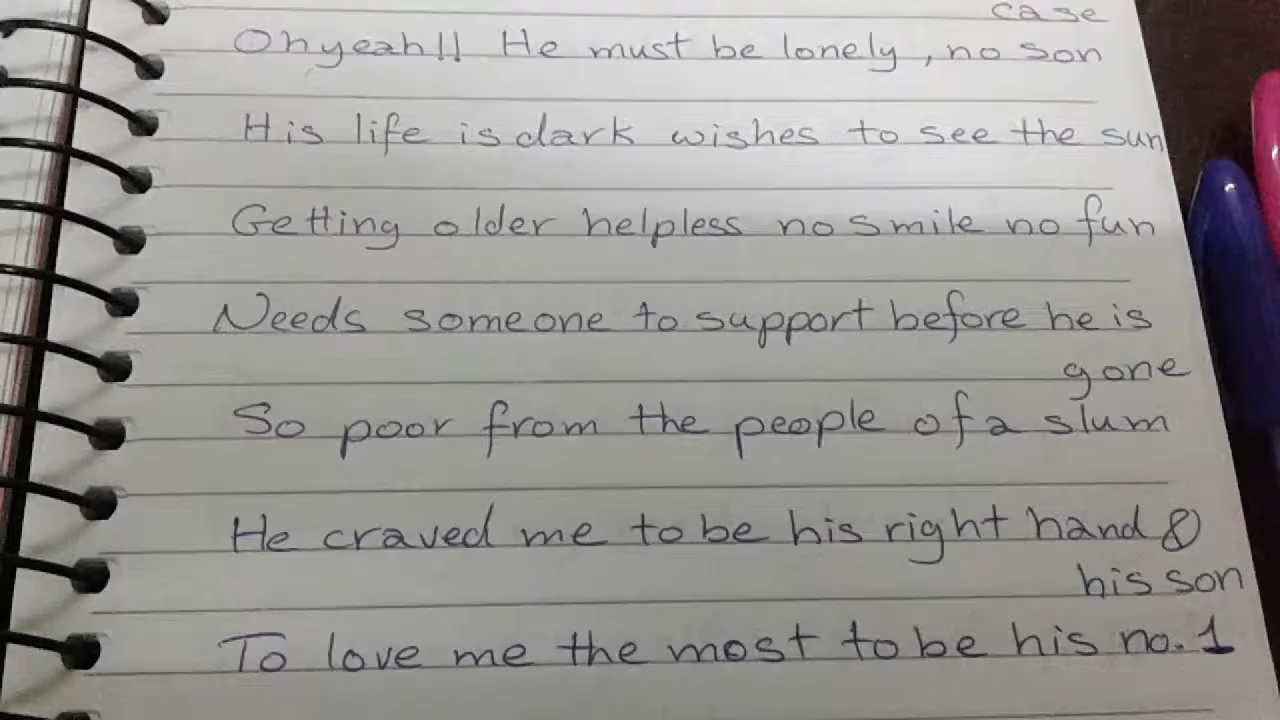 case
Oh yeah!! He must be lonely, no son
His life is dark wishes to see the sun
Getting older helpless no smile no fun
Needs someone to support before he is
gone
So poor from the people of a slum
He craved me to be his right hand &
his son
To love me the most to be his no. 1